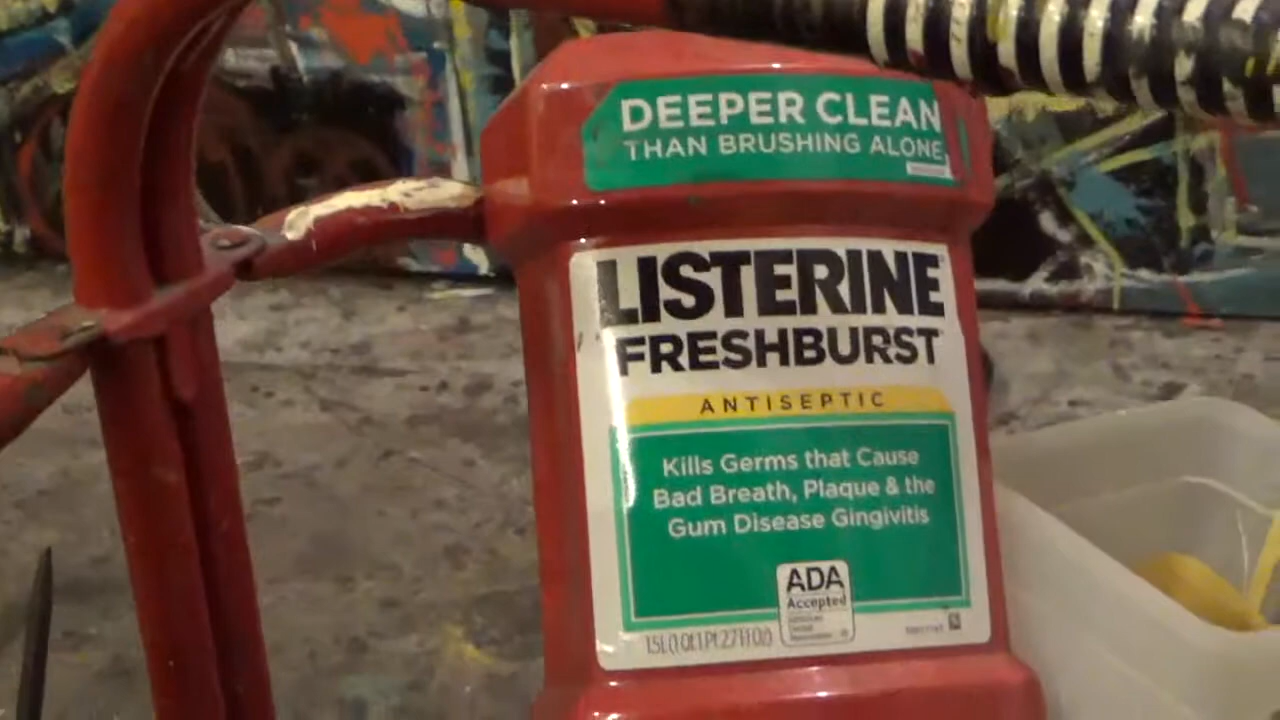 DEEPER CLEAN
THAN BRUSHING ALONE
LISTERINE
FRESHBURST
ANTISEPTIC
Kills Germs that Cause
Bad Breath, Plaque & the
Gum Disease Gingivitis
ADA
Accepted